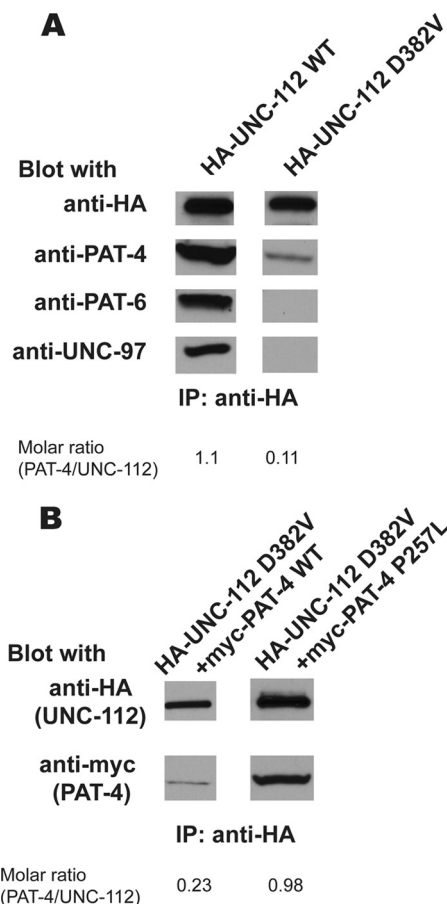 A
HA-UNC-112 WT
HA-UNC-112 D382V
Blot with
anti-HA
anti-PAT-4
anti-PAT-6
anti-UNC-97
IP: anti-HA
Molar ratio
(PAT-4/UNC-112)
1.1
0.11
B
HA-UNC-112 D382V
+myc-PAT-4 WT
HA-UNC-112 D382V
+myc-PAT-4 P257L
Blot with
anti-HA
(UNC-112)
anti-myc
(PAT-4)
IP: anti-HA
Molar ratio
(PAT-4/UNC-112)
0.23
0.98